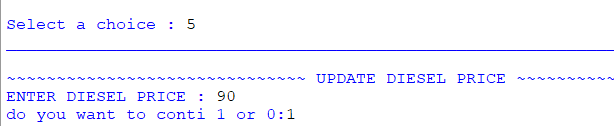 Select a choice : 5
~~~~~~~~~~~~~~~~~~~~~~~~~~~~~~ UPDATE DIESEL PRICE ~~~~~~~~~~
ENTER DIESEL PRICE : 90
do you want to conti 1 or 0:1